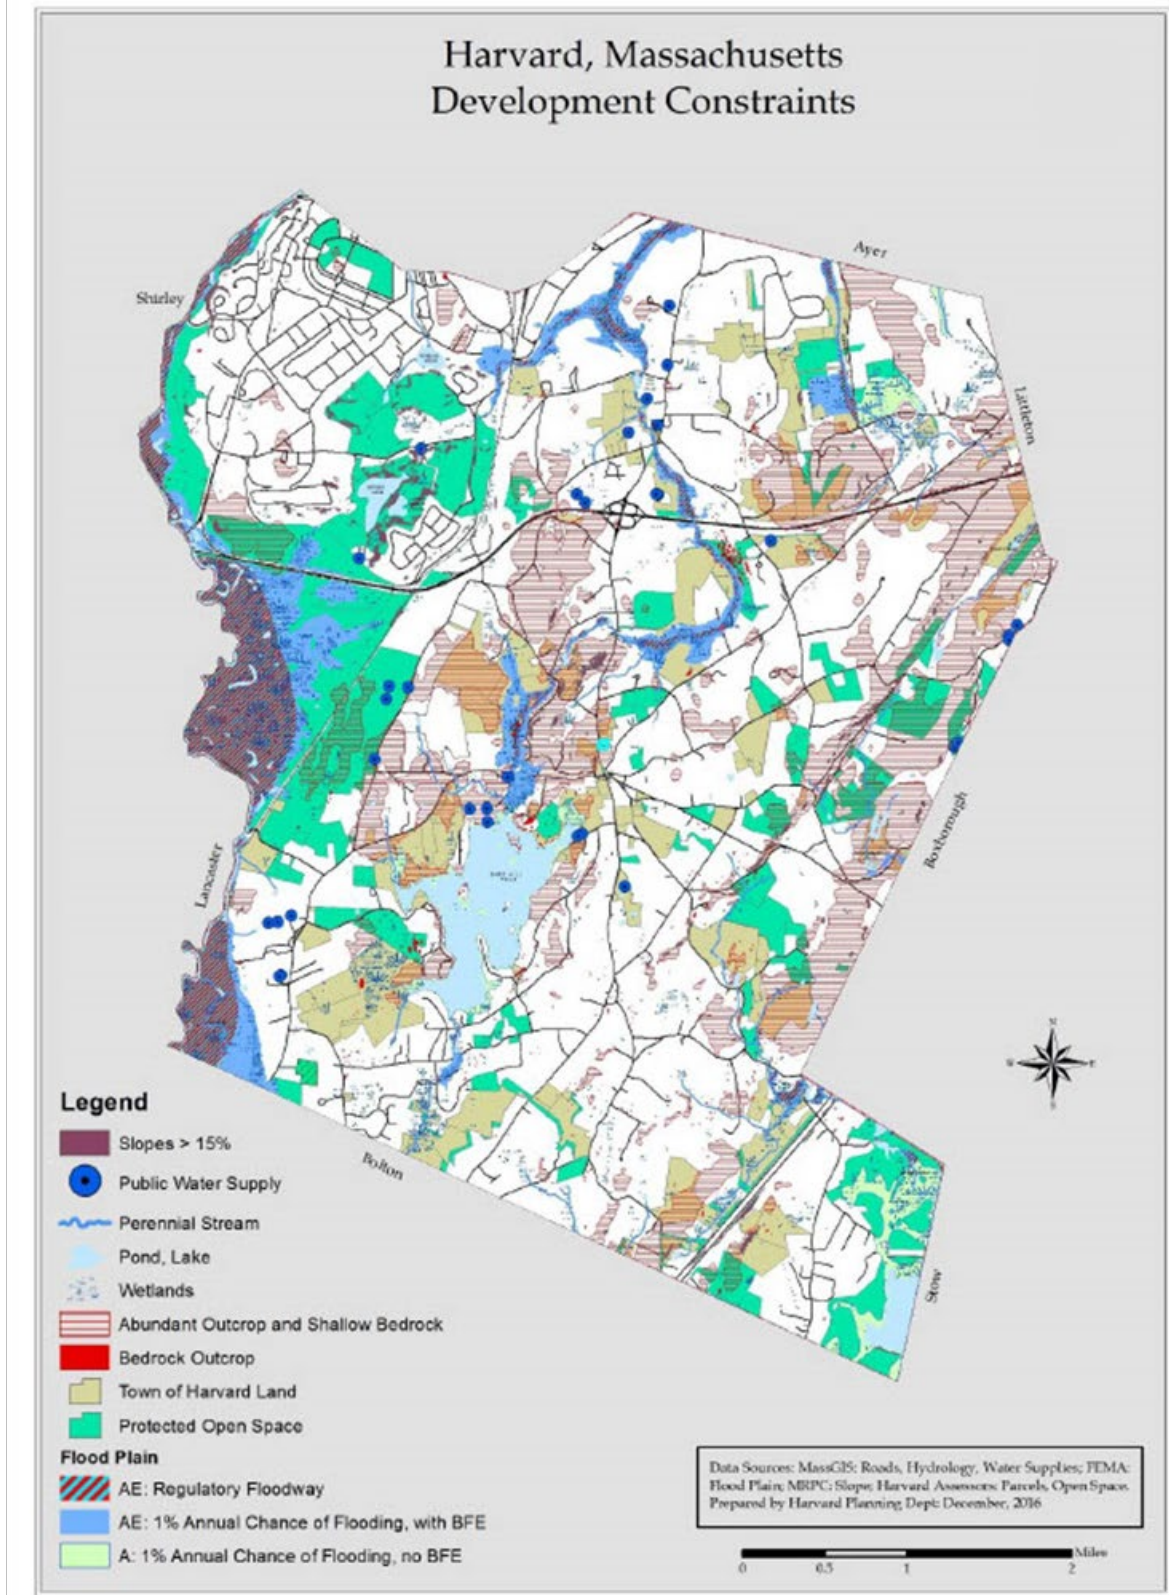 Harvard, Massachusetts
Development Constraints
Ayer
Shirley
Littleton
Boxborough
Lancaster
Bolton
Stow
Legend
Slopes > 15%
Public Water Supply
Perennial Stream
Pond, Lake
Wetlands
Abundant Outcrop and Shallow Bedrock
Bedrock Outcrop
Town of Harvard Land
Protected Open Space
Flood Plain
AE: Regulatory Floodway
AE: 1% Annual Chance of Flooding, with BFE
A: 1% Annual Chance of Flooding, no BFE
N
W
E
S
Data Sources: MassGIS: Roads, Hydrology, Water Supplies; FEMA:
Flood Plain; MRPC: Slope; Harvard Assessors: Parcels, Open Space.
Prepared by Harvard Planning Dept: December, 2016
Miles
0 0.5 1 2